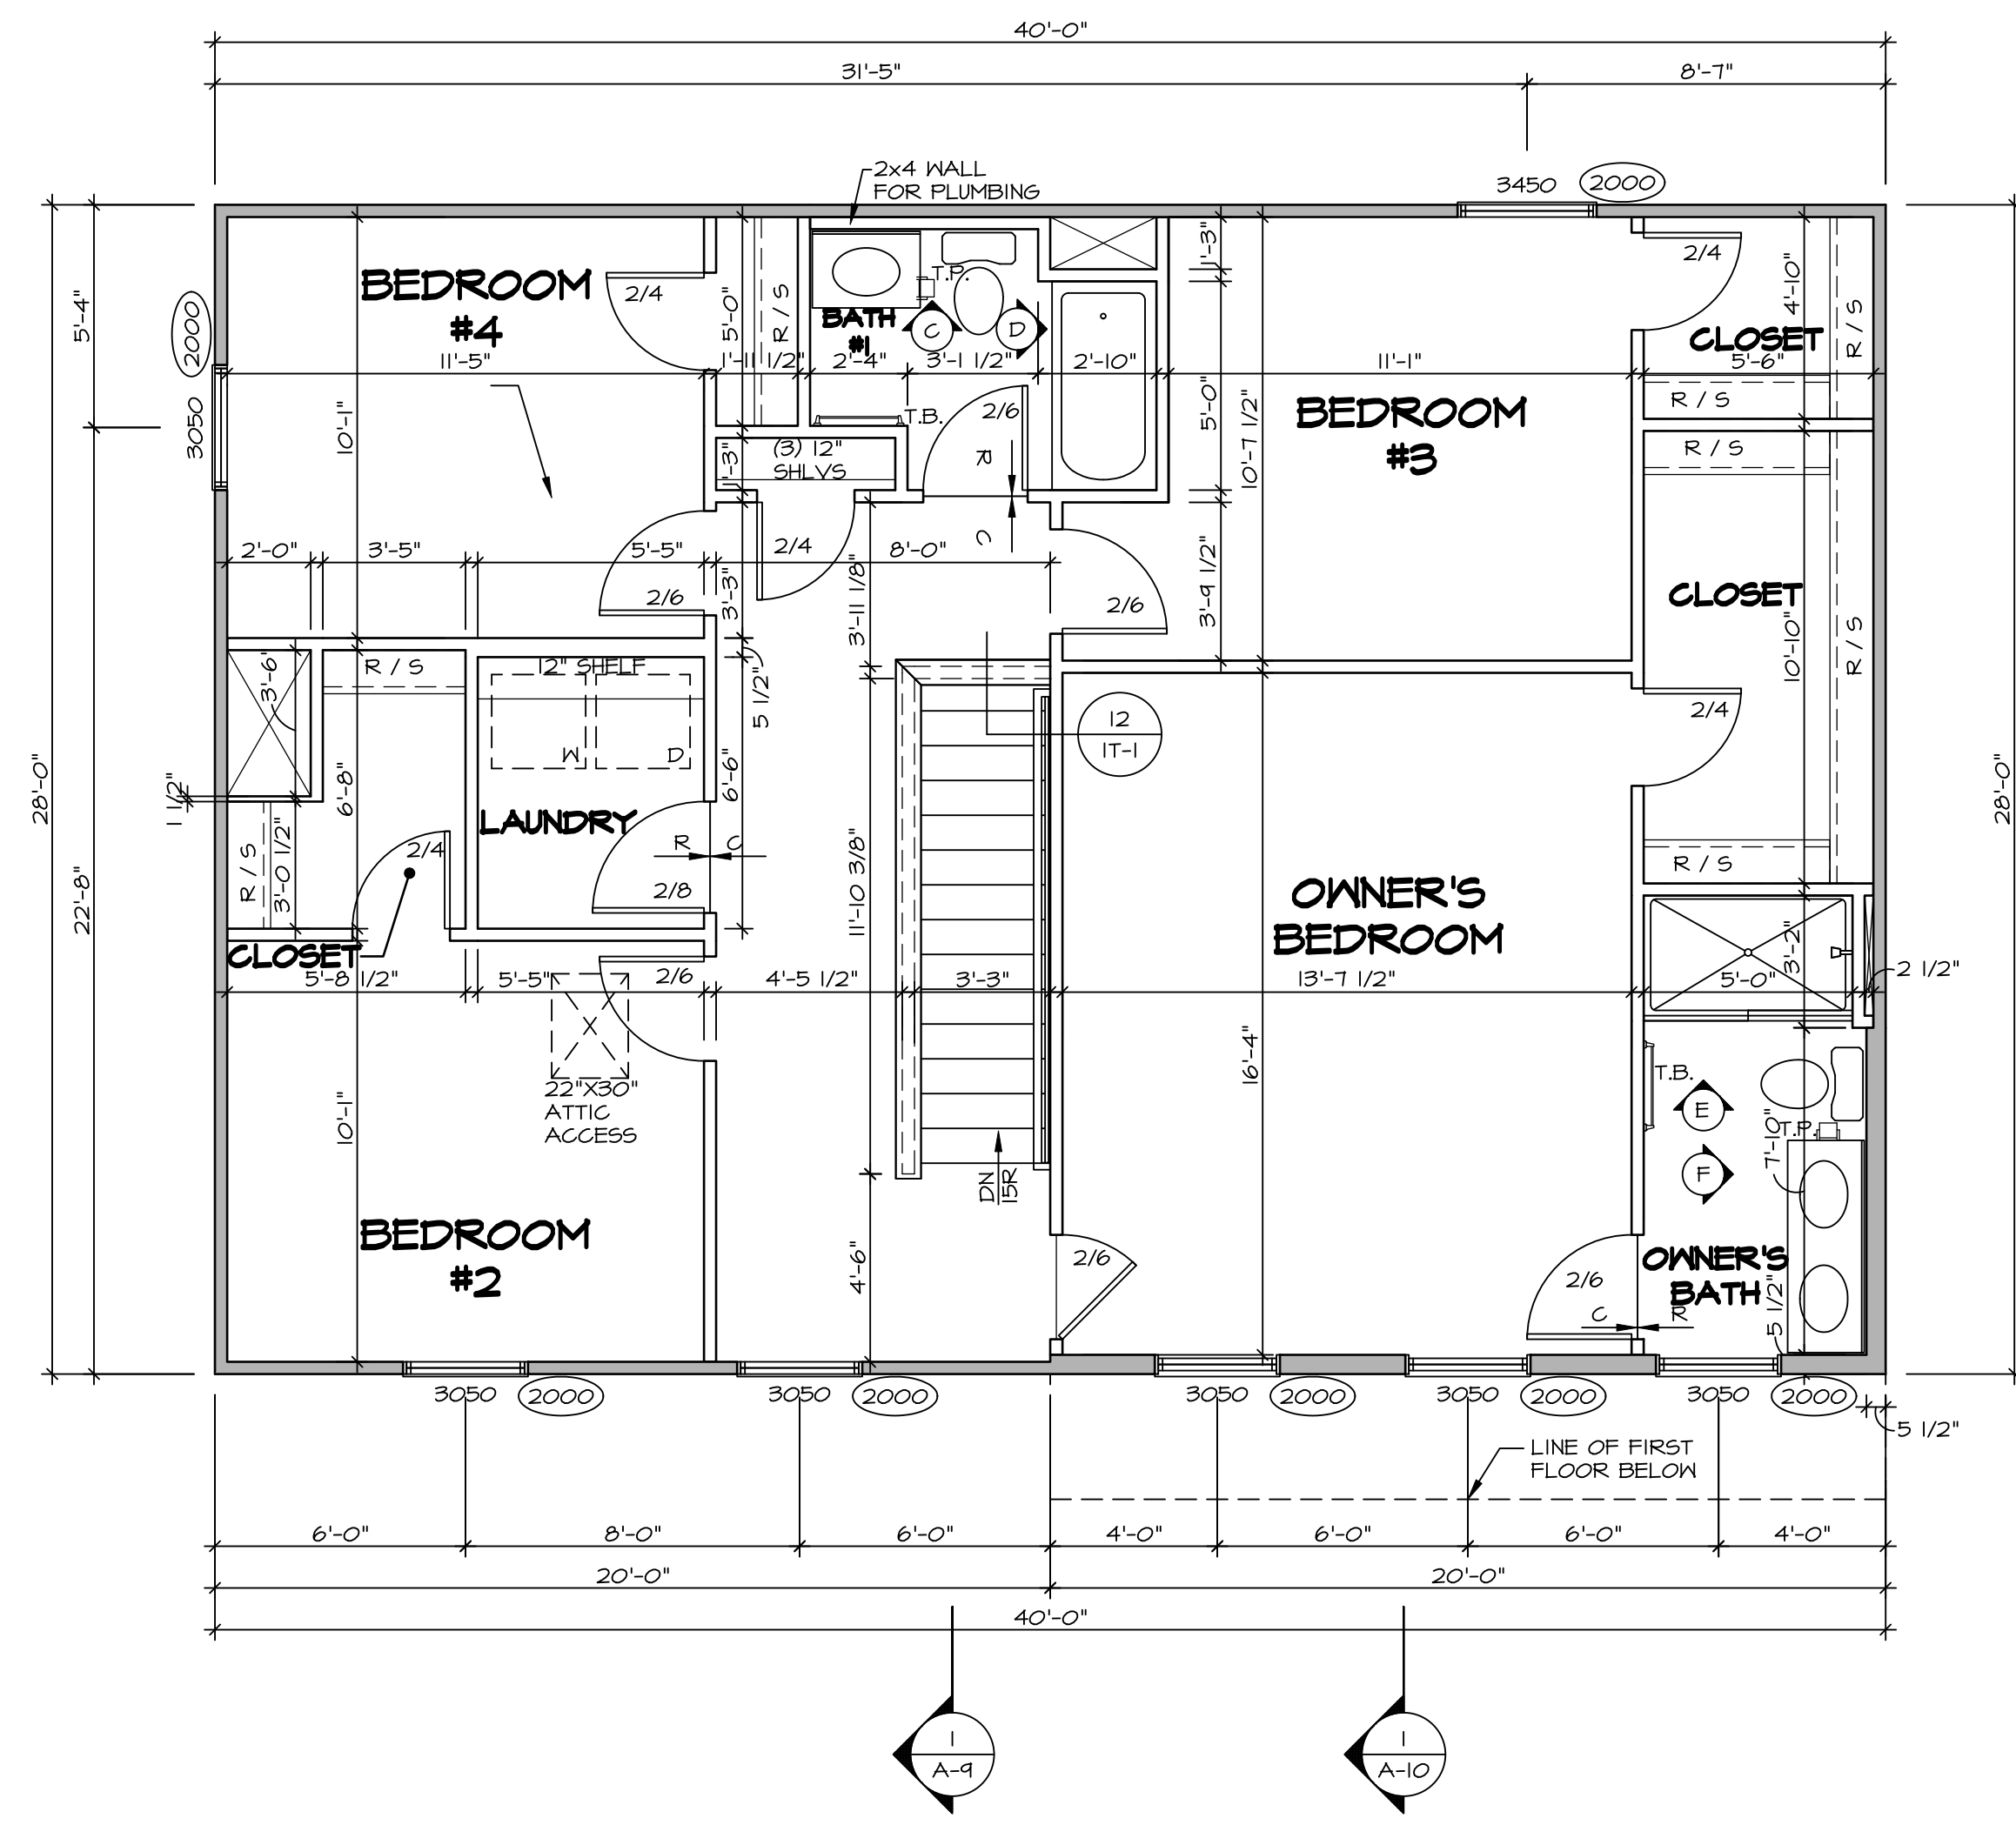 40'-0"
31'-5"
8'-7"
2x4 WALL
FOR PLUMBING
3450
2000
BEDROOM
#4
2/4
5'-0"
R / S
T.P.
BATH
#1
C
D
1'-3"
2/4
4'-10"
R / S
CLOSET
5'-4"
2000
3050
11'-5"
1'-11 1/2"
2'-4"
3'-1 1/2"
2'-10"
11'-1"
5'-6"
10'-1"
T.B.
2/6
R
C
5'-0"
10'-7 1/2"
BEDROOM
#3
R / S
R / S
(3) 12"
SHLVS
1'-3"
2'-0"
3'-5"
5'-5"
2/4
8'-0"
2/6
3'-3"
3'-11 1/8"
2/6
3'-9 1/2"
CLOSET
10'-10"
R / S
3'-6"
R / S
12" SHELF
5 1/2"
W
D
12
1T-1
2/4
28'-0"
22'-8"
1 1/2"
6'-8"
6'-6"
LAUNDRY
R
C
28'-0"
R / S
3'-0 1/2"
2/4
2/8
11'-10 3/8"
OWNER'S
BEDROOM
R / S
CLOSET
5'-8 1/2"
5'-5"
2/6
4'-5 1/2"
3'-3"
13'-7 1/2"
5'-0"
3'-2"
2 1/2"
10'-1"
22"X30"
ATTIC
ACCESS
16'-4"
T.B.
E
T.P.
7'-10"
F
DN
15R
BEDROOM
#2
4'-6"
2/6
2/6
OWNER'S
BATH
C
R
5 1/2"
3050
2000
3050
2000
3050
2000
3050
2000
3050
2000
5 1/2"
LINE OF FIRST
FLOOR BELOW
6'-0"
8'-0"
6'-0"
4'-0"
6'-0"
6'-0"
4'-0"
20'-0"
20'-0"
40'-0"
1
A-9
1
A-10